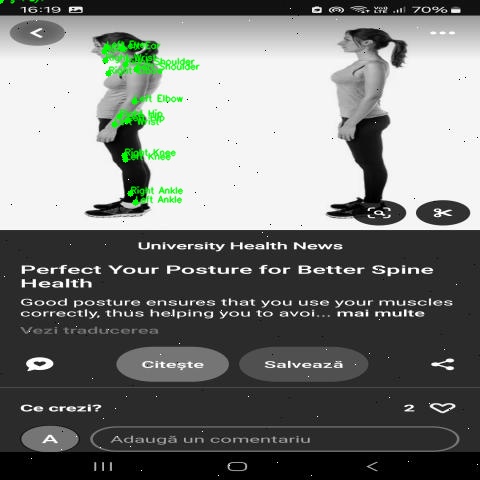 16:19
70%
Left Elbow
Right Knee
Left Knee
Right Ankle
Left Ankle
University Health News
Perfect Your Posture for Better Spine
Health
Good posture ensures that you use your muscles
correctly, thus helping you to avoi... mai multe
Vezi traducerea
Citește
Salvează
Ce crezi?
2
A
Adaugă un comentariu